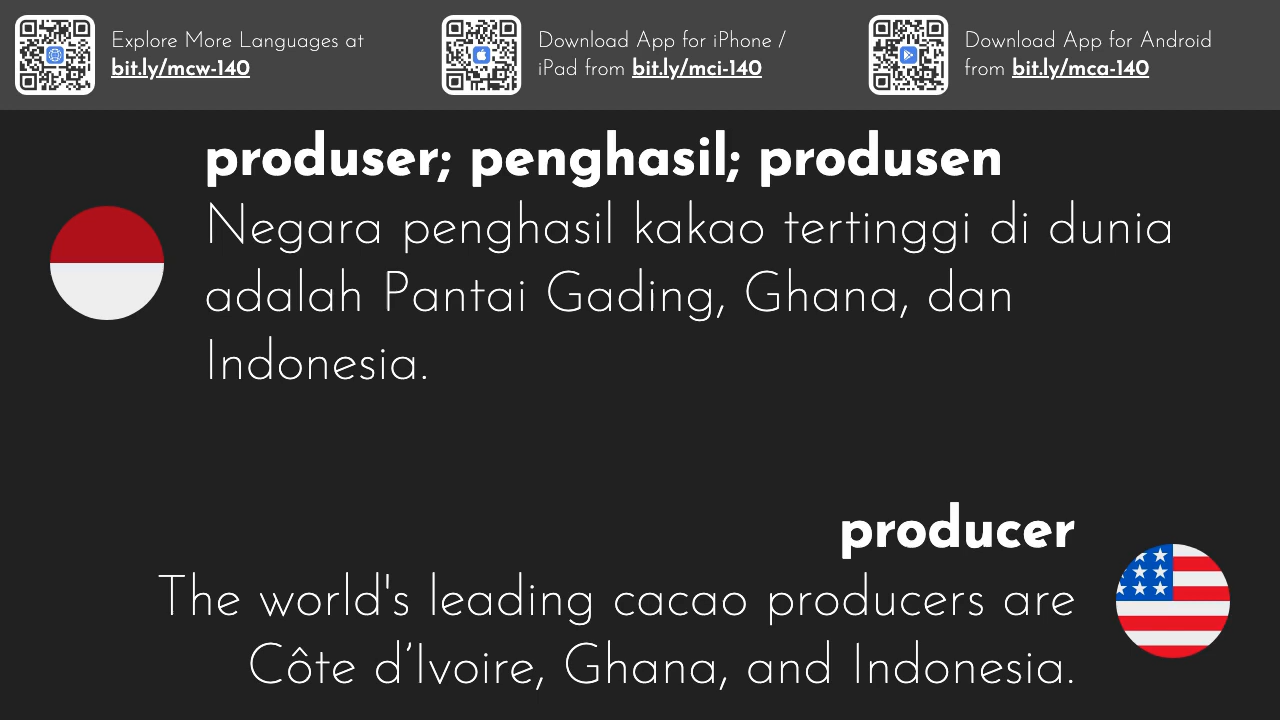 Explore More Languages at
bit.ly/mcw-140
Download App for iPhone /
iPad from bit.ly/mci-140
Download App for Android
from bit.ly/mca-140
produser; penghasil; produsen
Negara penghasil kakao tertinggi di dunia
adalah Pantai Gading, Ghana, dan
Indonesia.
producer
The world's leading cacao producers are
Côte d’Ivoire, Ghana, and Indonesia.